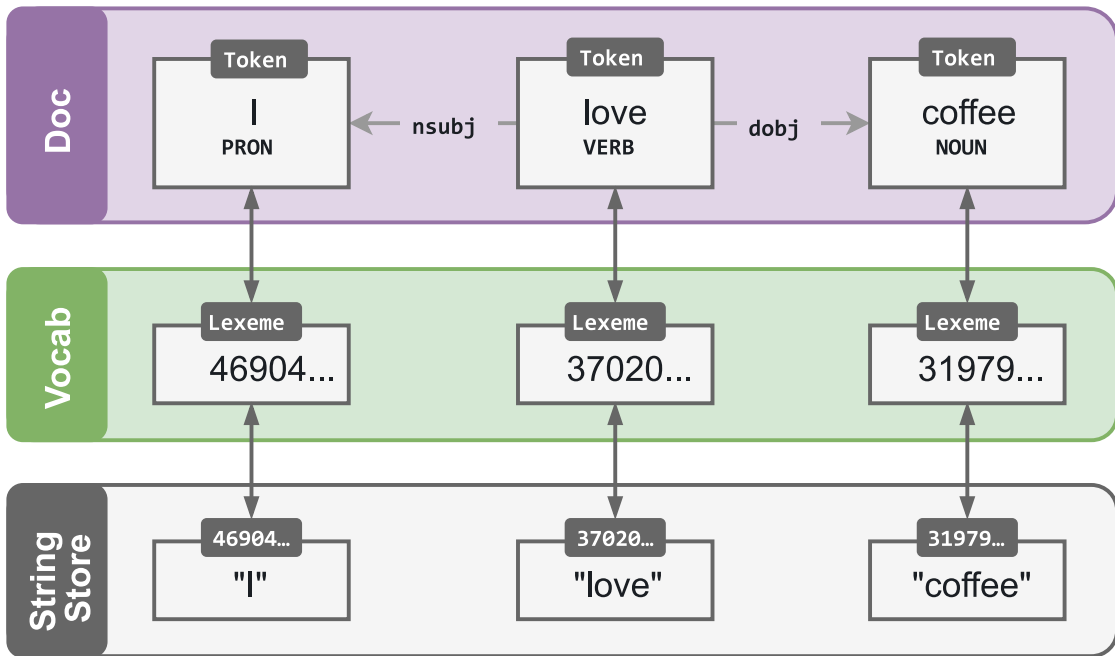 Doc
Token
Token
Token
I
nsubj
love
dobj
coffee
PRON
VERB
NOUN
Vocab
Lexeme
Lexeme
Lexeme
46904...
37020...
31979...
String
Store
46904…
37020…
31979…
"I"
"love"
"coffee"